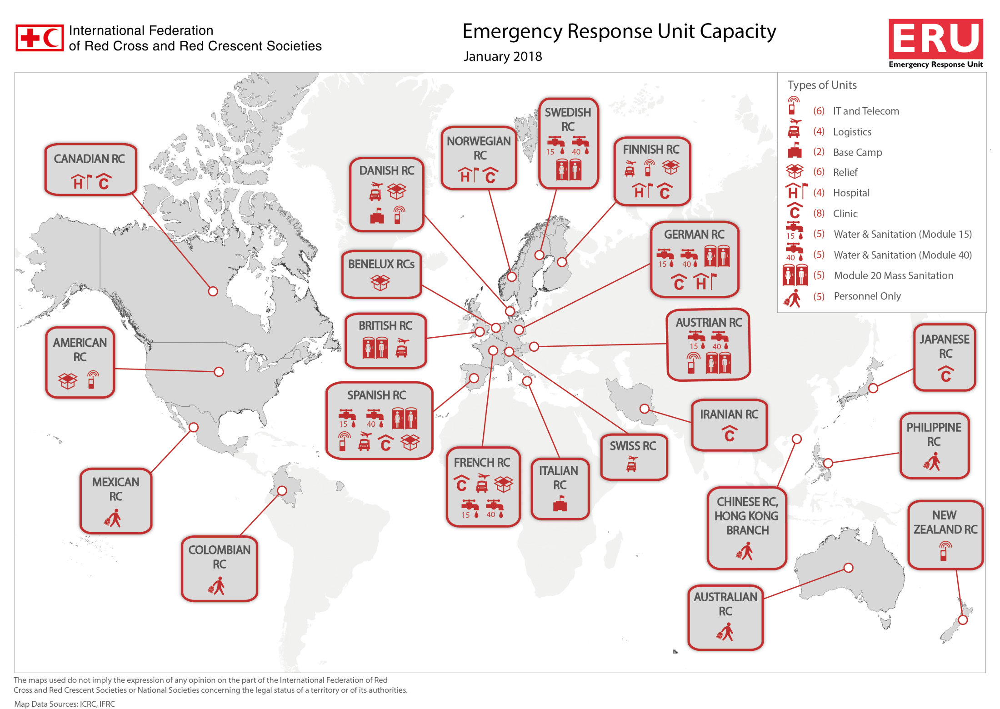 International Federation
of Red Cross and Red Crescent Societies
Emergency Response Unit Capacity
January 2018
ERU
Emergency Response Unit
Types of Units
(6) IT and Telecom
(4) Logistics
(2) Base Camp
(6) Relief
H (4) Hospital
C (8) Clinic
15 (5) Water & Sanitation (Module 15)
40 (5) Water & Sanitation (Module 40)
(5) Module 20 Mass Sanitation
(5) Personnel Only
CANADIAN RC
H C
AMERICAN
RC
MEXICAN
RC
COLOMBIAN
RC
DANISH RC
BENELUX RCs
BRITISH RC
SPANISH RC
15 40
C
NORWEGIAN
RC
H C
SWEDISH
RC
15 40
FINNISH RC
H C
GERMAN RC
15 40
C H
AUSTRIAN RC
15 40
FRENCH RC
C
15 40
ITALIAN
RC
SWISS RC
IRANIAN RC
C
JAPANESE
RC
C
PHILIPPINE
RC
CHINESE RC,
HONG KONG
BRANCH
NEW
ZEALAND RC
AUSTRALIAN
RC
The maps used do not imply the expression of any opinion on the part of the International Federation of Red
Cross and Red Crescent Societies or National Societies concerning the legal status of a territory or of its authorities.
Map Data Sources: ICRC, IFRC